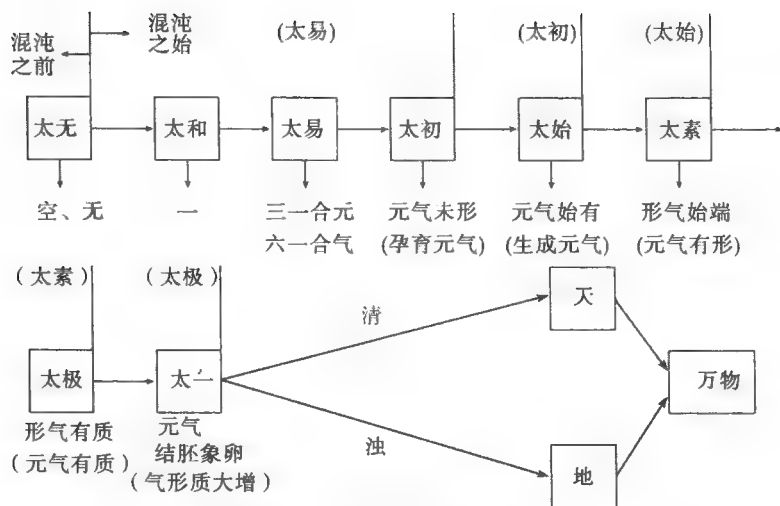 混沌
之前
混沌
之始
(太易)
(太初)
(太始)
太无
太和
太易
太初
太始
太素
空、无
一
三一合元
六一合气
元气未形
(孕育元气)
元气始有
(生成元气)
形气始端
(元气有形)
(太素)
(太极)
清
天
太极
太一
万物
形气有质
(元气有质)
元气
结胚象卵
(气形质大增)
浊
地